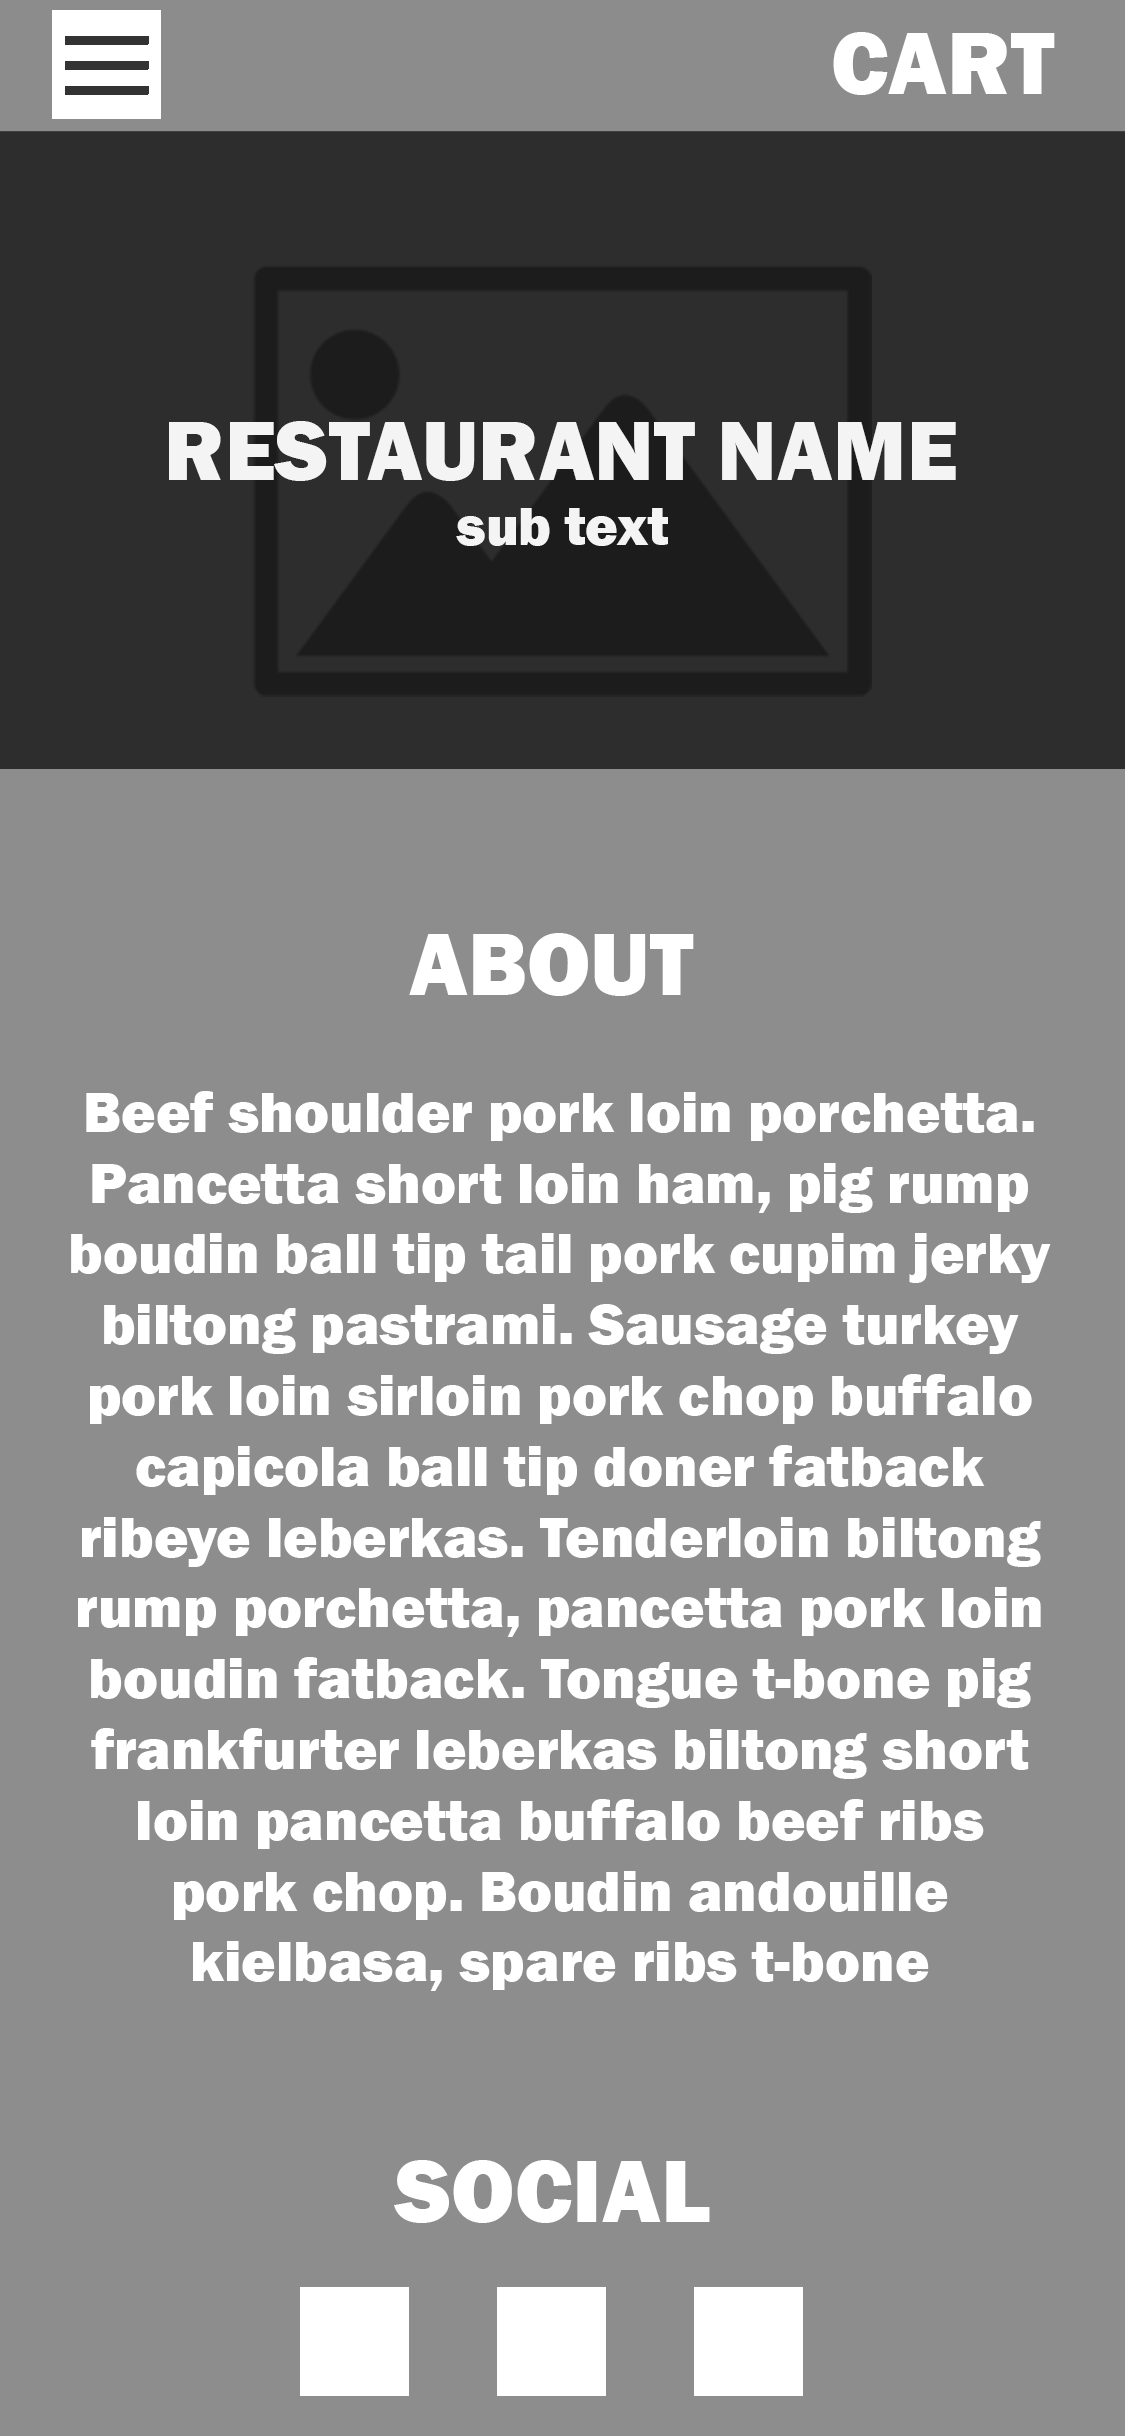 CART
RESTAURANT NAME
sub text
ABOUT
Beef shoulder pork loin porchetta.
Pancetta short loin ham, pig rump
boudin ball tip tail pork cupim jerky
biltong pastrami. Sausage turkey
pork loin sirloin pork chop buffalo
capicola ball tip doner fatback
ribeye leberkas. Tenderloin biltong
rump porchetta, pancetta pork loin
boudin fatback. Tongue t-bone pig
frankfurter leberkas biltong short
loin pancetta buffalo beef ribs
pork chop. Boudin andouille
kielbasa, spare ribs t-bone
SOCIAL